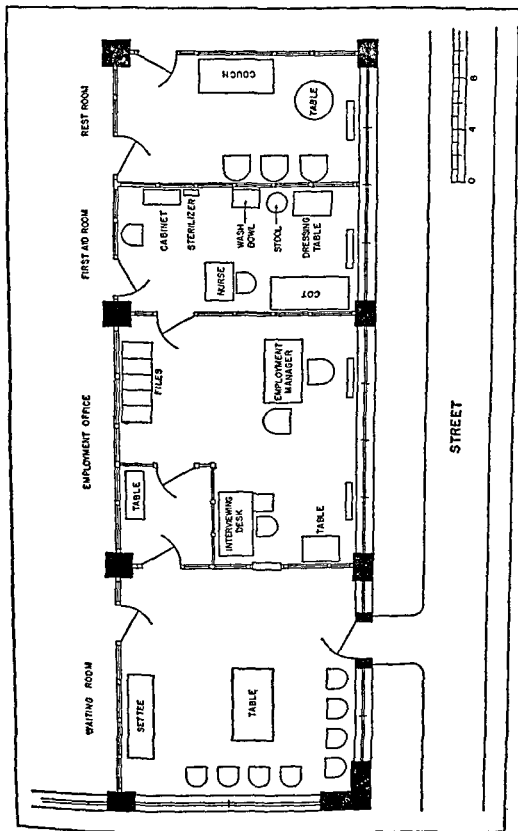 WAITING ROOM
EMPLOYMENT OFFICE
FIRST AID ROOM
REST ROOM
SETTEE
TABLE
TABLE
FILES
INTERVIEWING
DESK
TABLE
EMPLOYMENT
MANAGER
CABINET
STERILIZER
NURSE
WASH
BOWL
STOOL
DRESSING
TABLE
COT
COUCH
TABLE
STREET
0 4 8